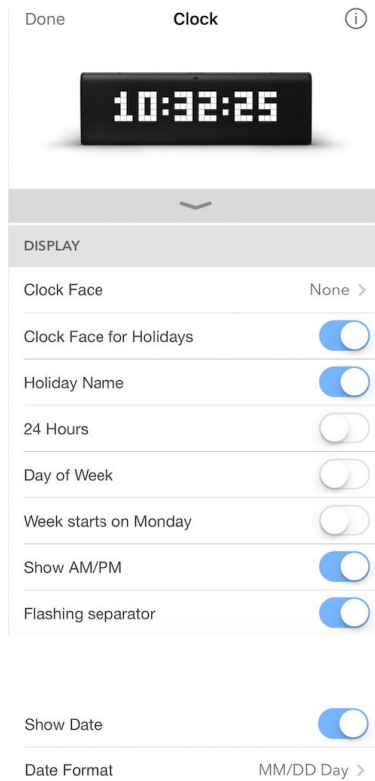 Done Clock
10:32:25
DISPLAY
Clock Face None
Clock Face for Holidays
Holiday Name
24 Hours
Day of Week
Week starts on Monday
Show AM/PM
Flashing separator
Show Date
Date Format MM/DD Day